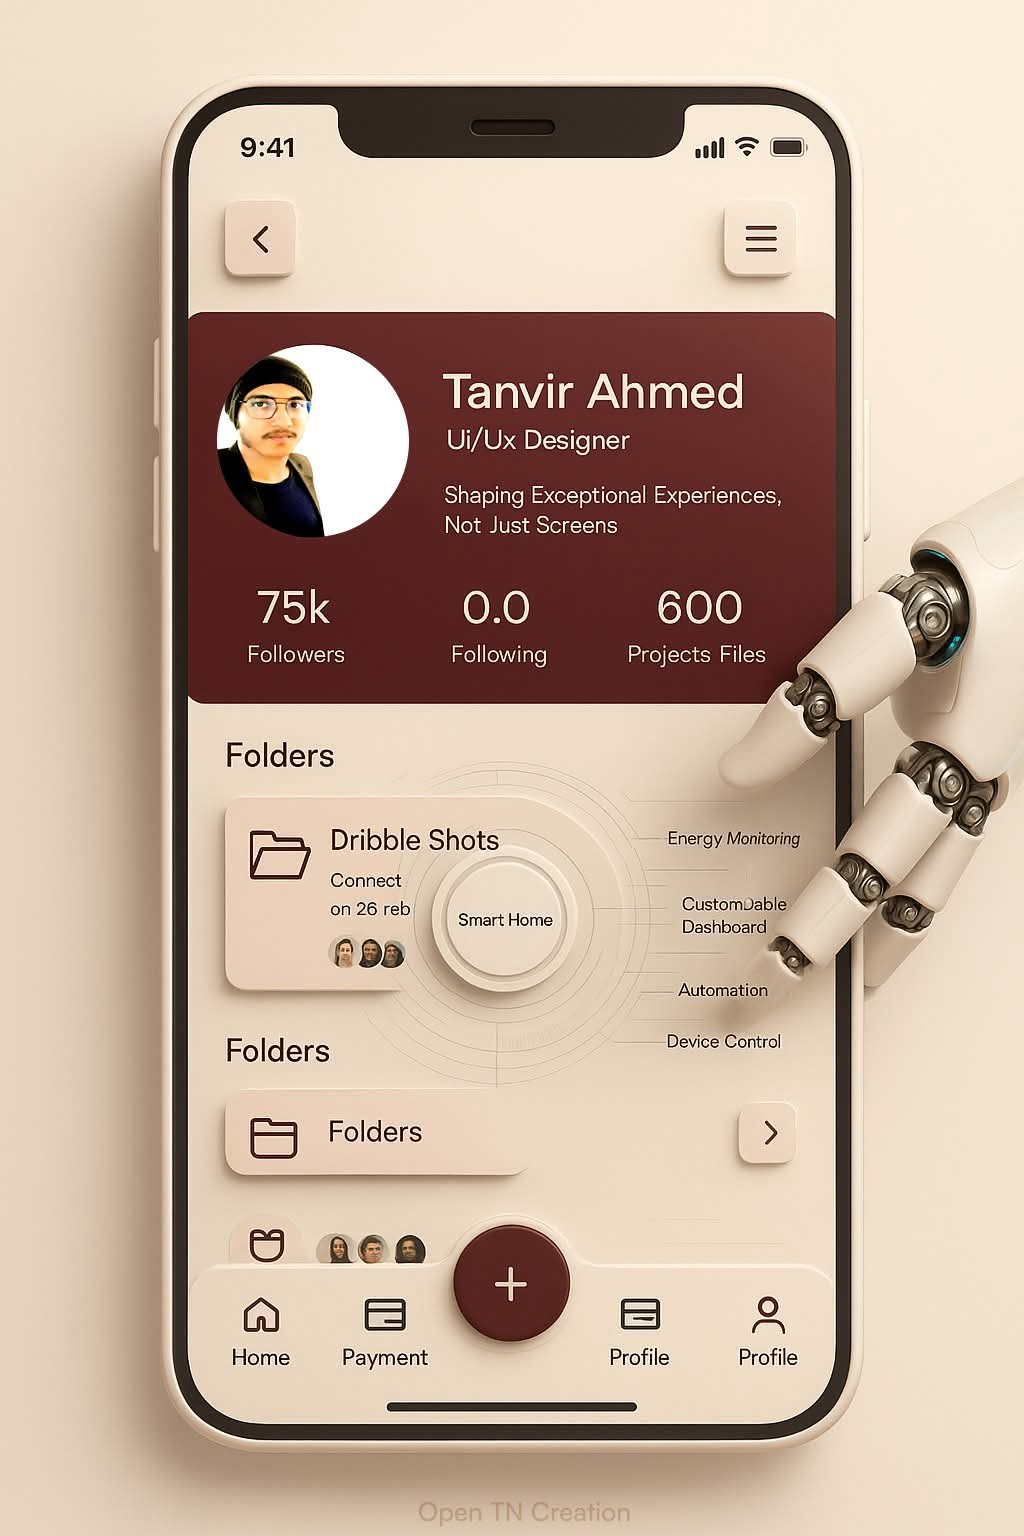 9:41
Tanvir Ahmed
Ui/Ux Designer
Shaping Exceptional Experiences,
Not Just Screens
75k
Followers
0.0
Following
600
Projects Files
Folders
Dribble Shots
Connect
on 26 reb
Smart Home
Energy Monitoring
CustomDable
Dashboard
Automation
Device Control
Folders
Folders
Home
Payment
Profile
Profile
Open TN Creation